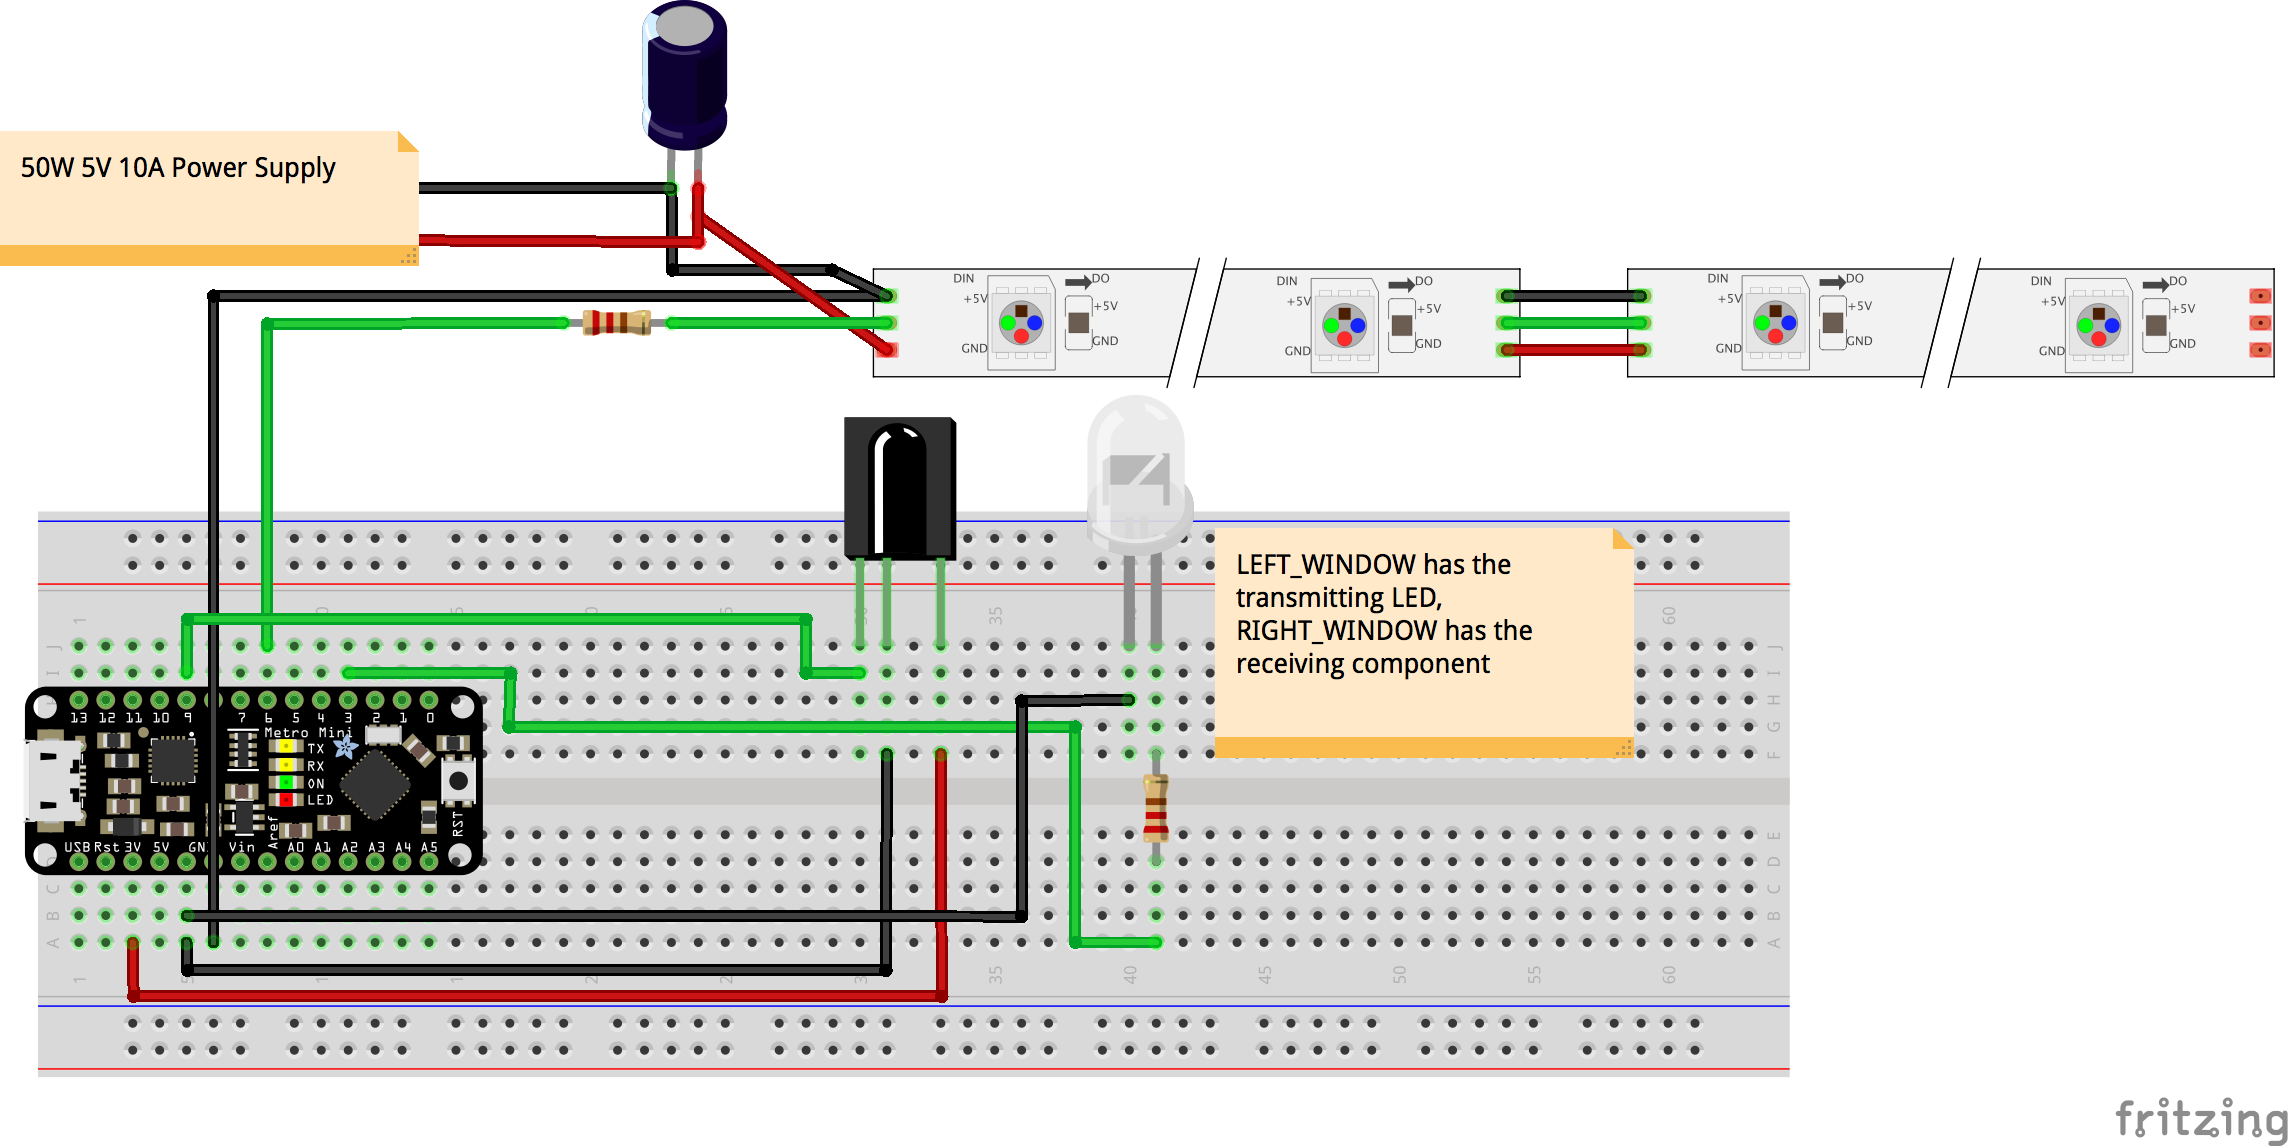 50W 5V 10A Power Supply
DIN DO
+5V +5V
GND GND
DIN DO
+5V +5V
GND GND
DIN DO
+5V +5V
GND GND
DIN DO
+5V +5V
GND GND
LEFT_WINDOW has the
transmitting LED,
RIGHT_WINDOW has the
receiving component
1 35 60
J J
I I
H
G
F
13 12 11 10 9 7 6 5 4 3 2 1 0
Metro Mini
TX
RX
ON
LED
RST
Aref
USB Rst 3V 5V Vin A0 A1 A2 A3 A4 A5
E
D
C C
B B
A A
1 35 40 45 50 55 60
fritzing